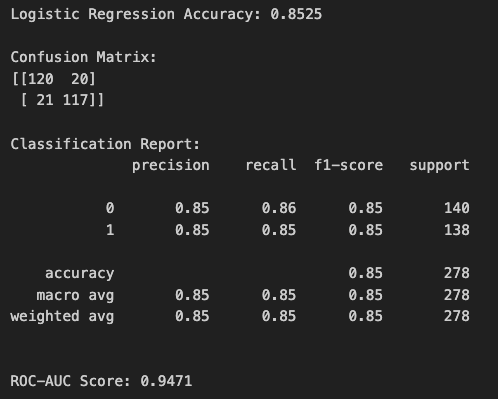 Logistic Regression Accuracy: 0.8525
Confusion Matrix:
[[120  20]
 [ 21 117]]
Classification Report:
              precision    recall  f1-score   support
           0       0.85      0.86      0.85       140
           1       0.85      0.85      0.85       138
    accuracy                           0.85       278
   macro avg       0.85      0.85      0.85       278
weighted avg       0.85      0.85      0.85       278
ROC-AUC Score: 0.9471